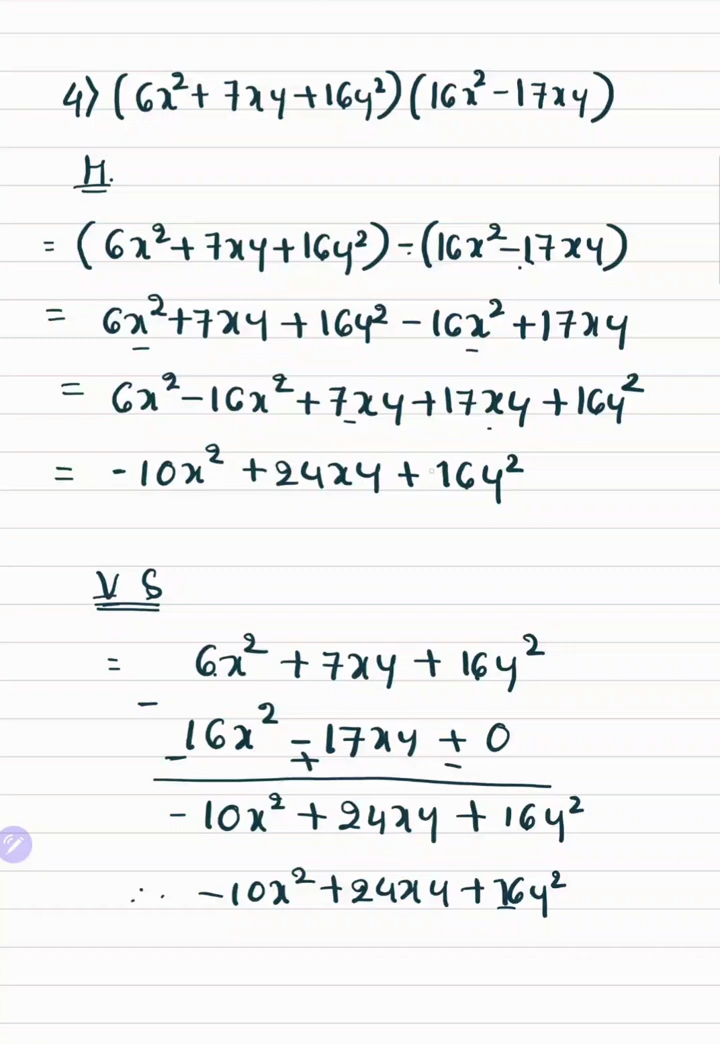 4) (6x²+ 7xy+16y²)(16x²-17xy)
H.
= (6x²+7xy+16y²)-(16x²-17xy)
= 6x²+7xy+16y²-16x²+17xy
= 6x²-16x²+7xy+17xy+16y²
= -10x²+24xy+16y²
V S
= 6x²+7xy+16y²
- 16x²-17xy+0
- + -
-10x²+24xy+16y²
∴ -10x²+24xy+16y²